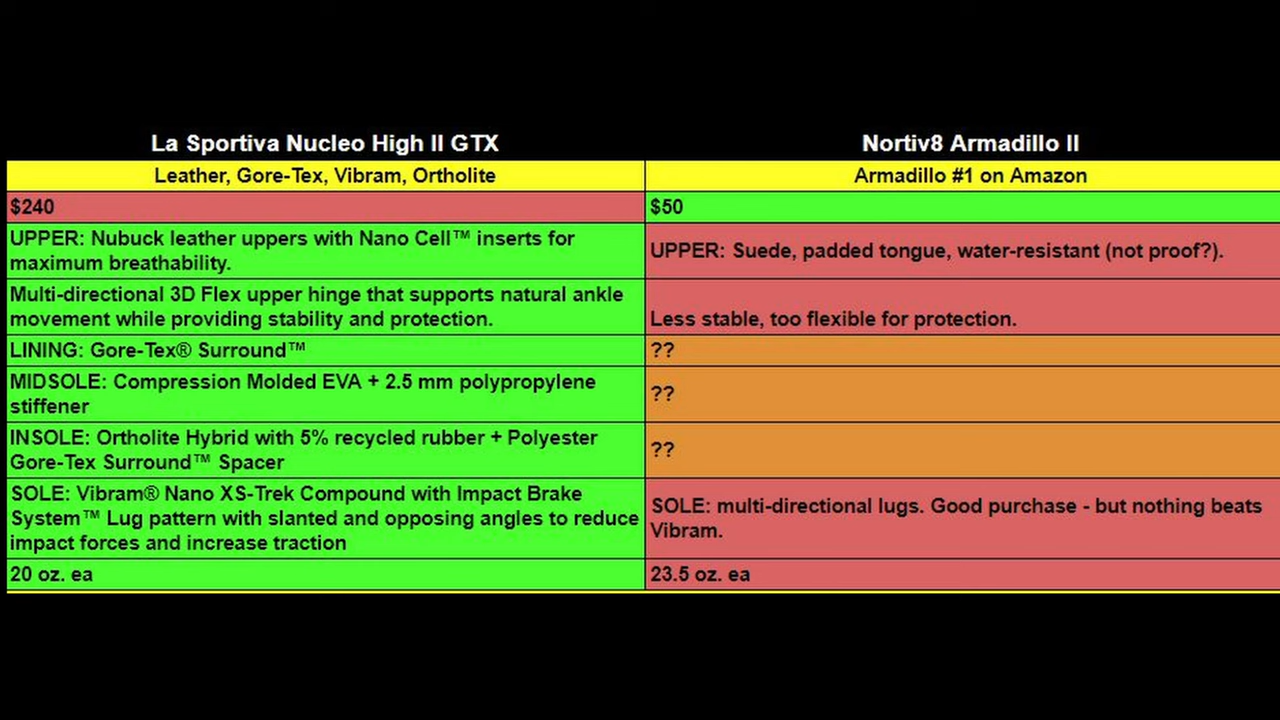 La Sportiva Nucleo High II GTX
Nortiv8 Armadillo II
Leather, Gore-Tex, Vibram, Ortholite
Armadillo #1 on Amazon
$240
$50
UPPER: Nubuck leather uppers with Nano Cell™ inserts for
maximum breathability.
UPPER: Suede, padded tongue, water-resistant (not proof?).
Multi-directional 3D Flex upper hinge that supports natural ankle
movement while providing stability and protection.
Less stable, too flexible for protection.
LINING: Gore-Tex® Surround™
??
MIDSOLE: Compression Molded EVA + 2.5 mm polypropylene
stiffener
??
INSOLE: Ortholite Hybrid with 5% recycled rubber + Polyester
Gore-Tex Surround™ Spacer
??
SOLE: Vibram® Nano XS-Trek Compound with Impact Brake
System™ Lug pattern with slanted and opposing angles to reduce
impact forces and increase traction
SOLE: multi-directional lugs. Good purchase - but nothing beats
Vibram.
20 oz. ea
23.5 oz. ea